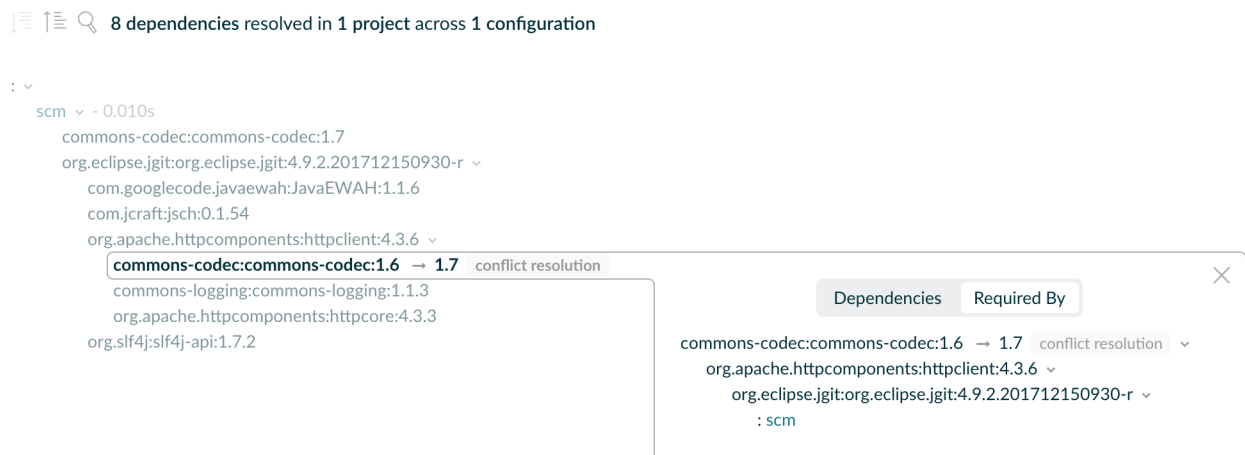 8 dependencies resolved in 1 project across 1 configuration
:
scm - 0.010s
commons-codec:commons-codec:1.7
org.eclipse.jgit:org.eclipse.jgit:4.9.2.201712150930-r
com.googlecode.javaewah:JavaEWAH:1.1.6
com.jcraft:jsch:0.1.54
org.apache.httpcomponents:httpclient:4.3.6
commons-codec:commons-codec:1.6 → 1.7 conflict resolution
commons-logging:commons-logging:1.1.3
org.apache.httpcomponents:httpcore:4.3.3
org.slf4j:slf4j-api:1.7.2
Dependencies Required By
commons-codec:commons-codec:1.6 → 1.7 conflict resolution
org.apache.httpcomponents:httpclient:4.3.6
org.eclipse.jgit:org.eclipse.jgit:4.9.2.201712150930-r
: scm